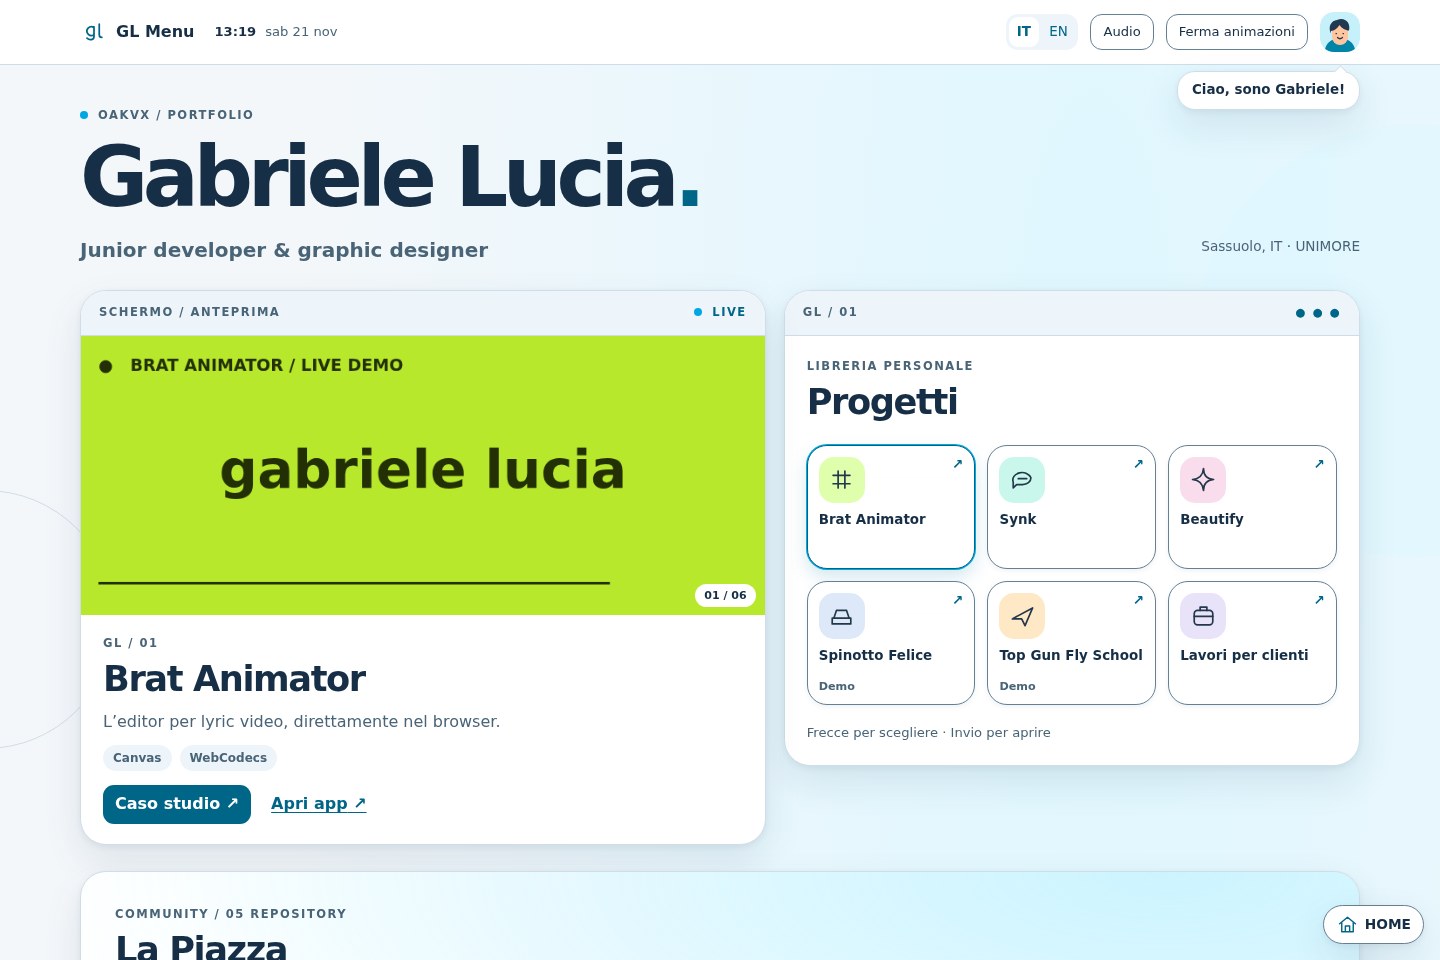 gl GL Menu 13:19 sab 21 nov
IT EN Audio Ferma animazioni
Ciao, sono Gabriele!
OAKVX / PORTFOLIO
Gabriele Lucia.
Junior developer & graphic designer
Sassuolo, IT · UNIMORE
SCHERMO / ANTEPRIMA LIVE
BRAT ANIMATOR / LIVE DEMO
gabriele lucia
01 / 06
GL / 01
Brat Animator
L’editor per lyric video, direttamente nel browser.
Canvas WebCodecs
Caso studio ↗ Apri app ↗
GL / 01
LIBRERIA PERSONALE
Progetti
↗ ↗ ↗
Brat Animator Synk Beautify
↗ ↗ ↗
Spinotto Felice Top Gun Fly School Lavori per clienti
Demo Demo
Frecce per scegliere · Invio per aprire
COMMUNITY / 05 REPOSITORY
La Piazza
HOME